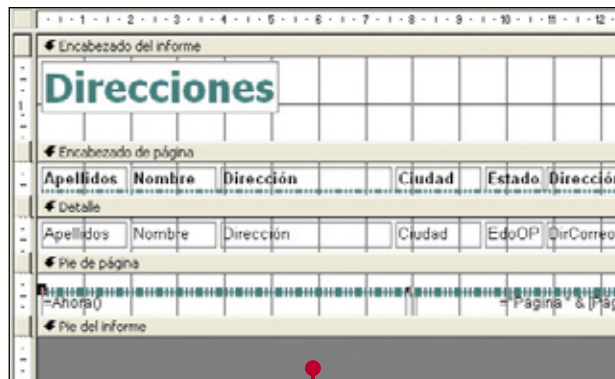 1 2 3 4 5 6 7 8 9 10 11 12
Encabezado del informe
Direcciones
1
Encabezado de página
Apellidos Nombre Dirección Ciudad Estado Direcció
Detalle
Apellidos Nombre Dirección Ciudad EdoOP DirCorreo
Pie de página
=Ahora() ="Página " & [Pág
Pie del informe